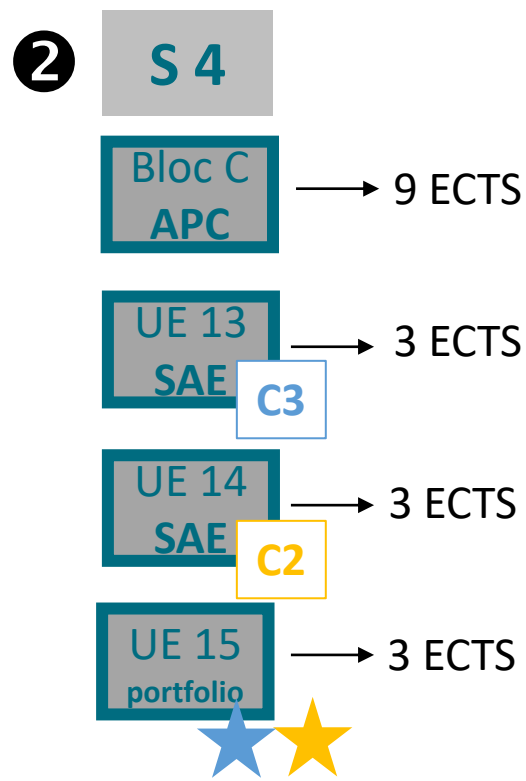 ❷ S 4
Bloc C
APC
9 ECTS
UE 13
SAE
C3
3 ECTS
UE 14
SAE
C2
3 ECTS
UE 15
portfolio
3 ECTS